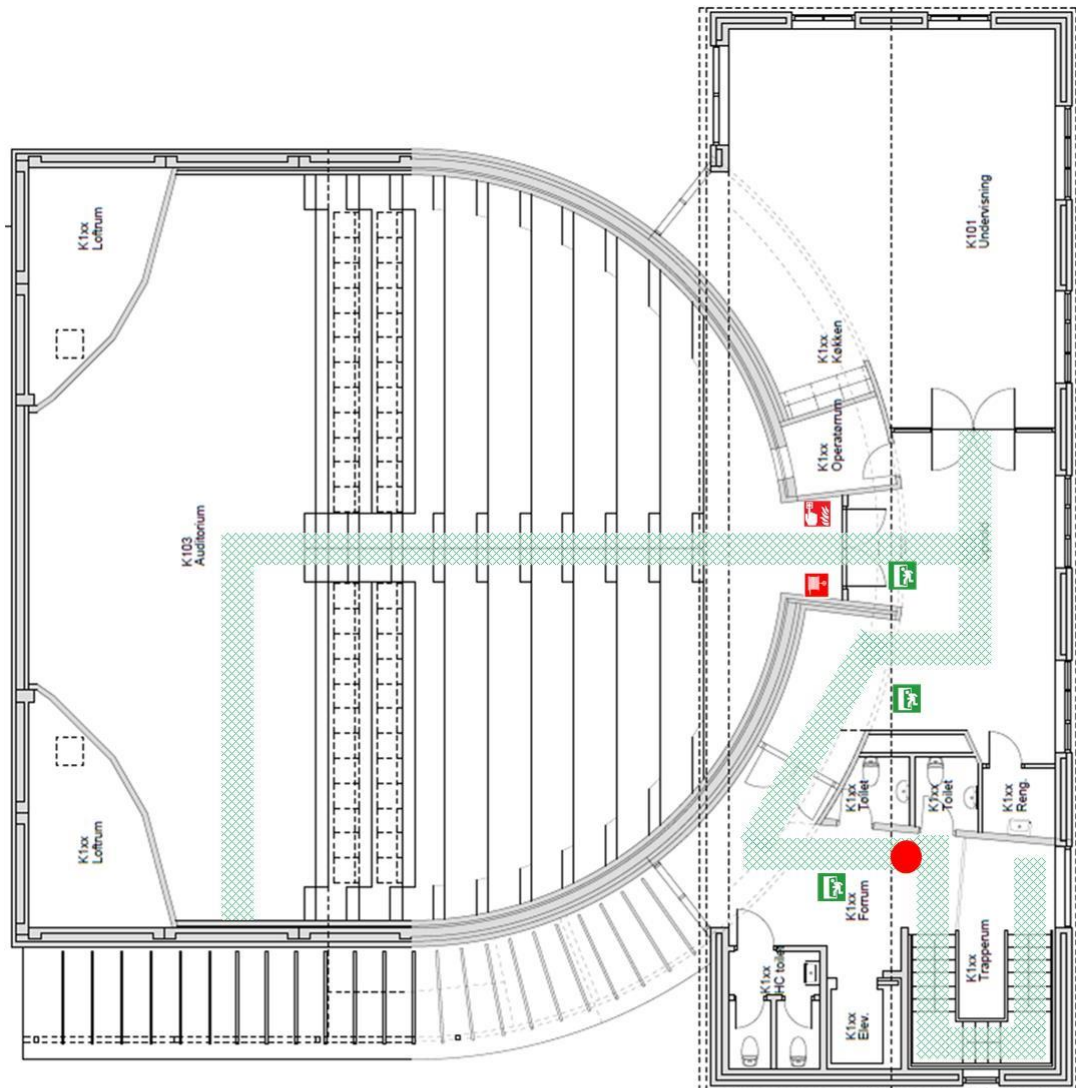 K1xx
Loftrum
K101
Undervisning
K1xx
Køkken
K1xx
Operatørrum
K103
Auditorium
K1xx
Loftrum
K1xx
Toilet
K1xx
Toilet
K1xx
Reng.
K1xx
Forrum
K1xx
Trapperum
K1xx
HC toilet
K1xx
Elev.